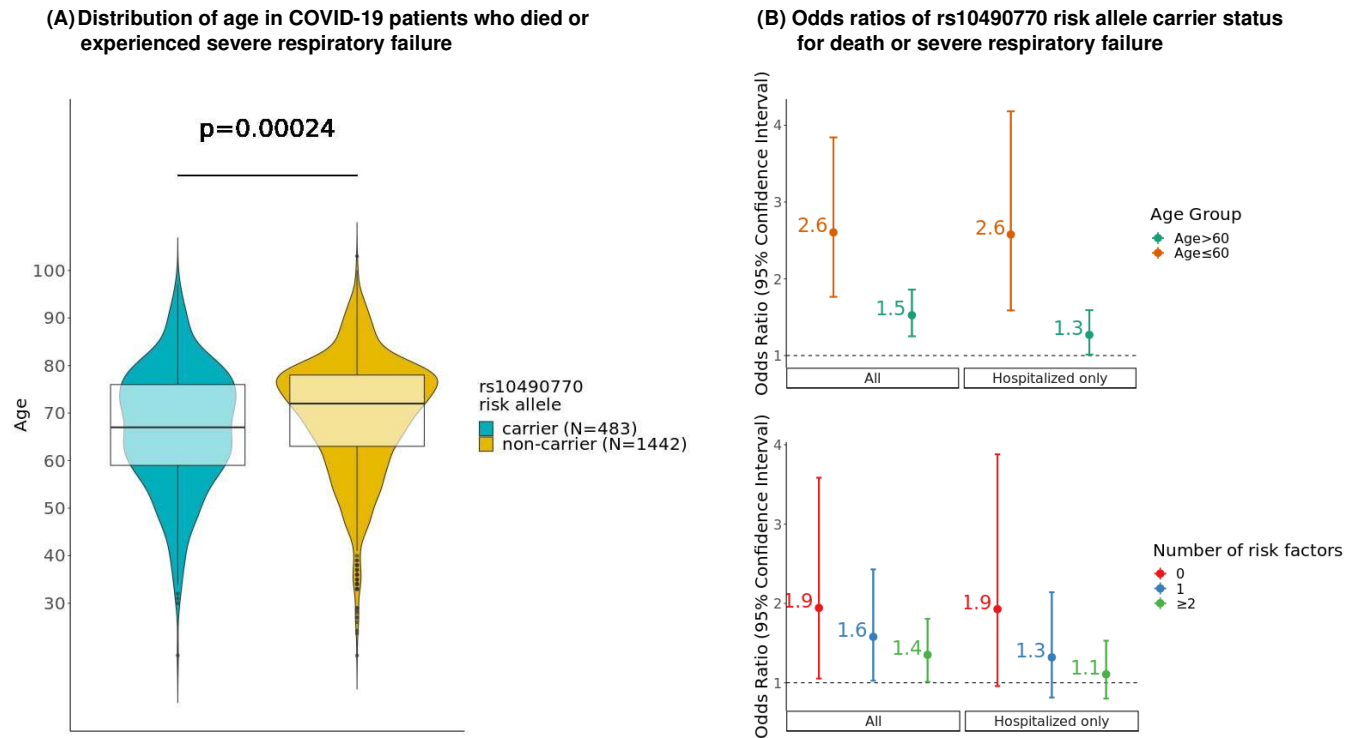 (A) Distribution of age in COVID-19 patients who died or
experienced severe respiratory failure
p=0.00024
Age
100
90
80
70
60
50
40
30
rs10490770
risk allele
carrier (N=483)
non-carrier (N=1442)
(B) Odds ratios of rs10490770 risk allele carrier status
for death or severe respiratory failure
Odds Ratio (95% Confidence Interval)
4
3
2
1
2.6
1.5
2.6
1.3
All
Hospitalized only
Age Group
Age>60
Age≤60
Odds Ratio (95% Confidence Interval)
4
3
2
1
1.9
1.6
1.4
1.9
1.3
1.1
All
Hospitalized only
Number of risk factors
0
1
≥2